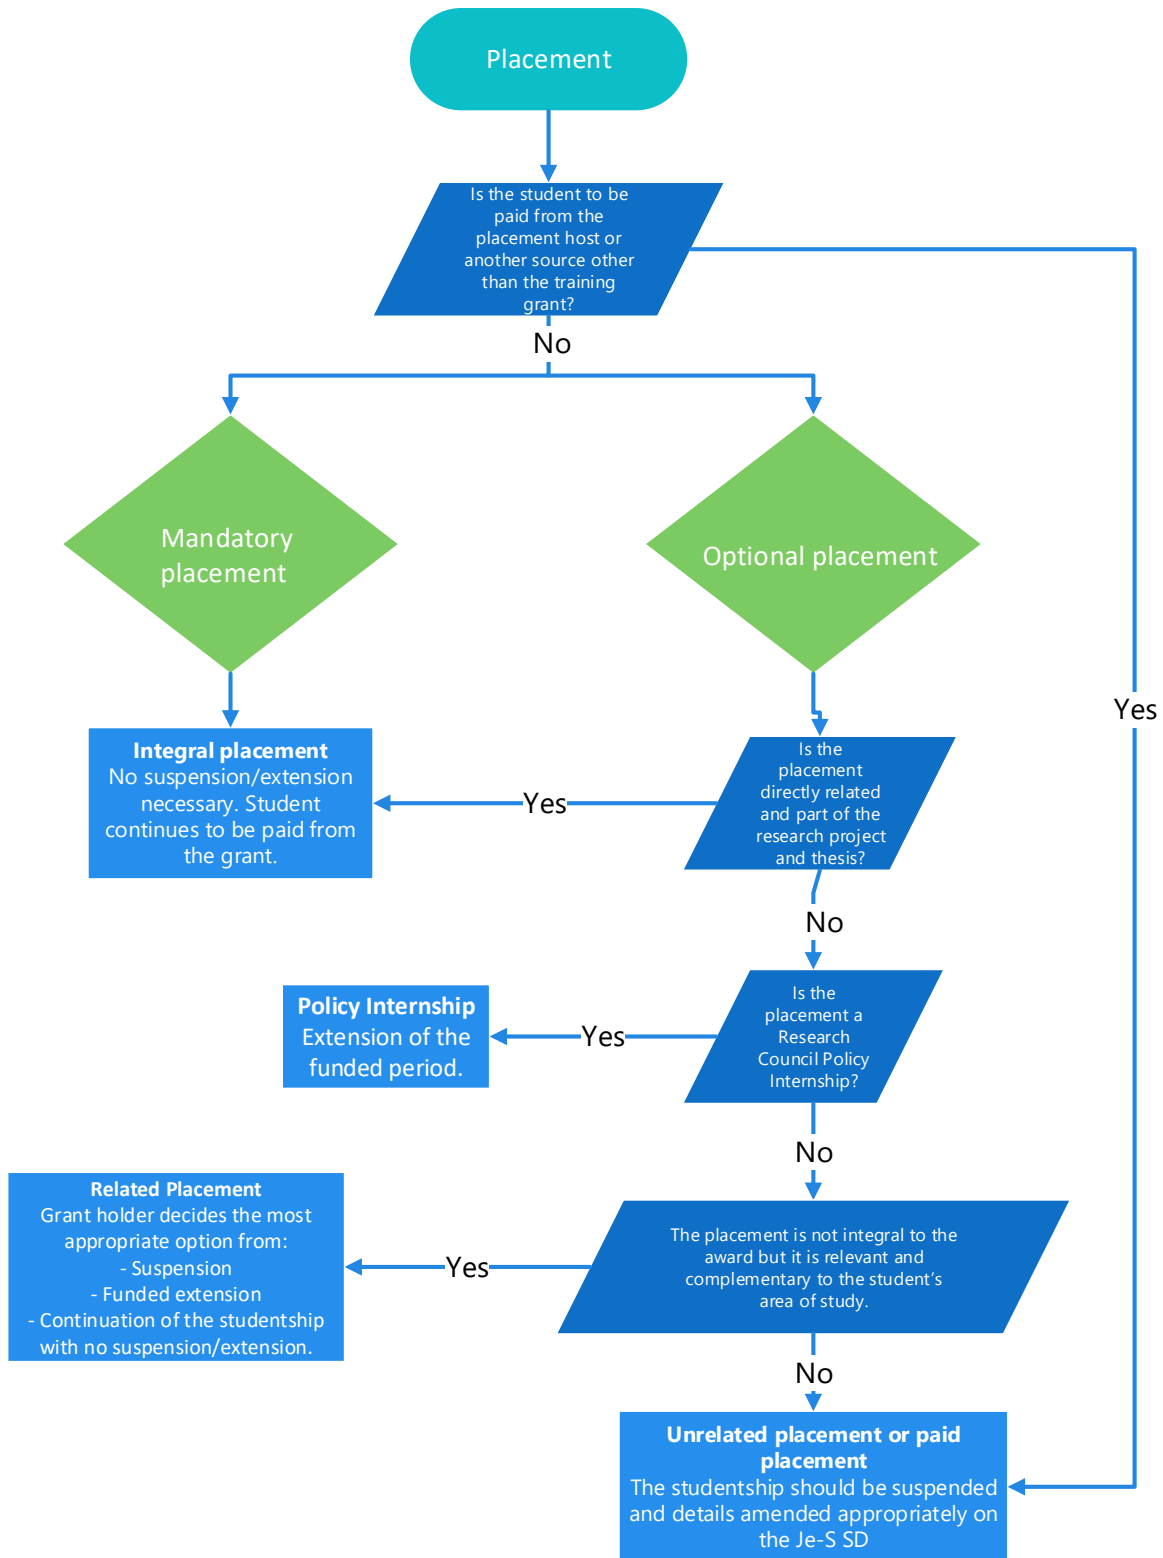 Placement
Is the student to be
paid from the
placement host or
another source other
than the training
grant?
No
Mandatory
placement
Optional placement
Yes
Integral placement
No suspension/extension
necessary. Student
continues to be paid from
the grant.
Yes
Is the
placement
directly related
and part of the
research project
and thesis?
No
Policy Internship
Extension of the
funded period.
Yes
Is the
placement a
Research
Council Policy
Internship?
No
Related Placement
Grant holder decides the most
appropriate option from:
- Suspension
- Funded extension
- Continuation of the studentship
with no suspension/extension.
Yes
The placement is not integral to the
award but it is relevant and
complementary to the student’s
area of study.
No
Unrelated placement or paid
placement
The studentship should be suspended
and details amended appropriately on
the Je-S SD